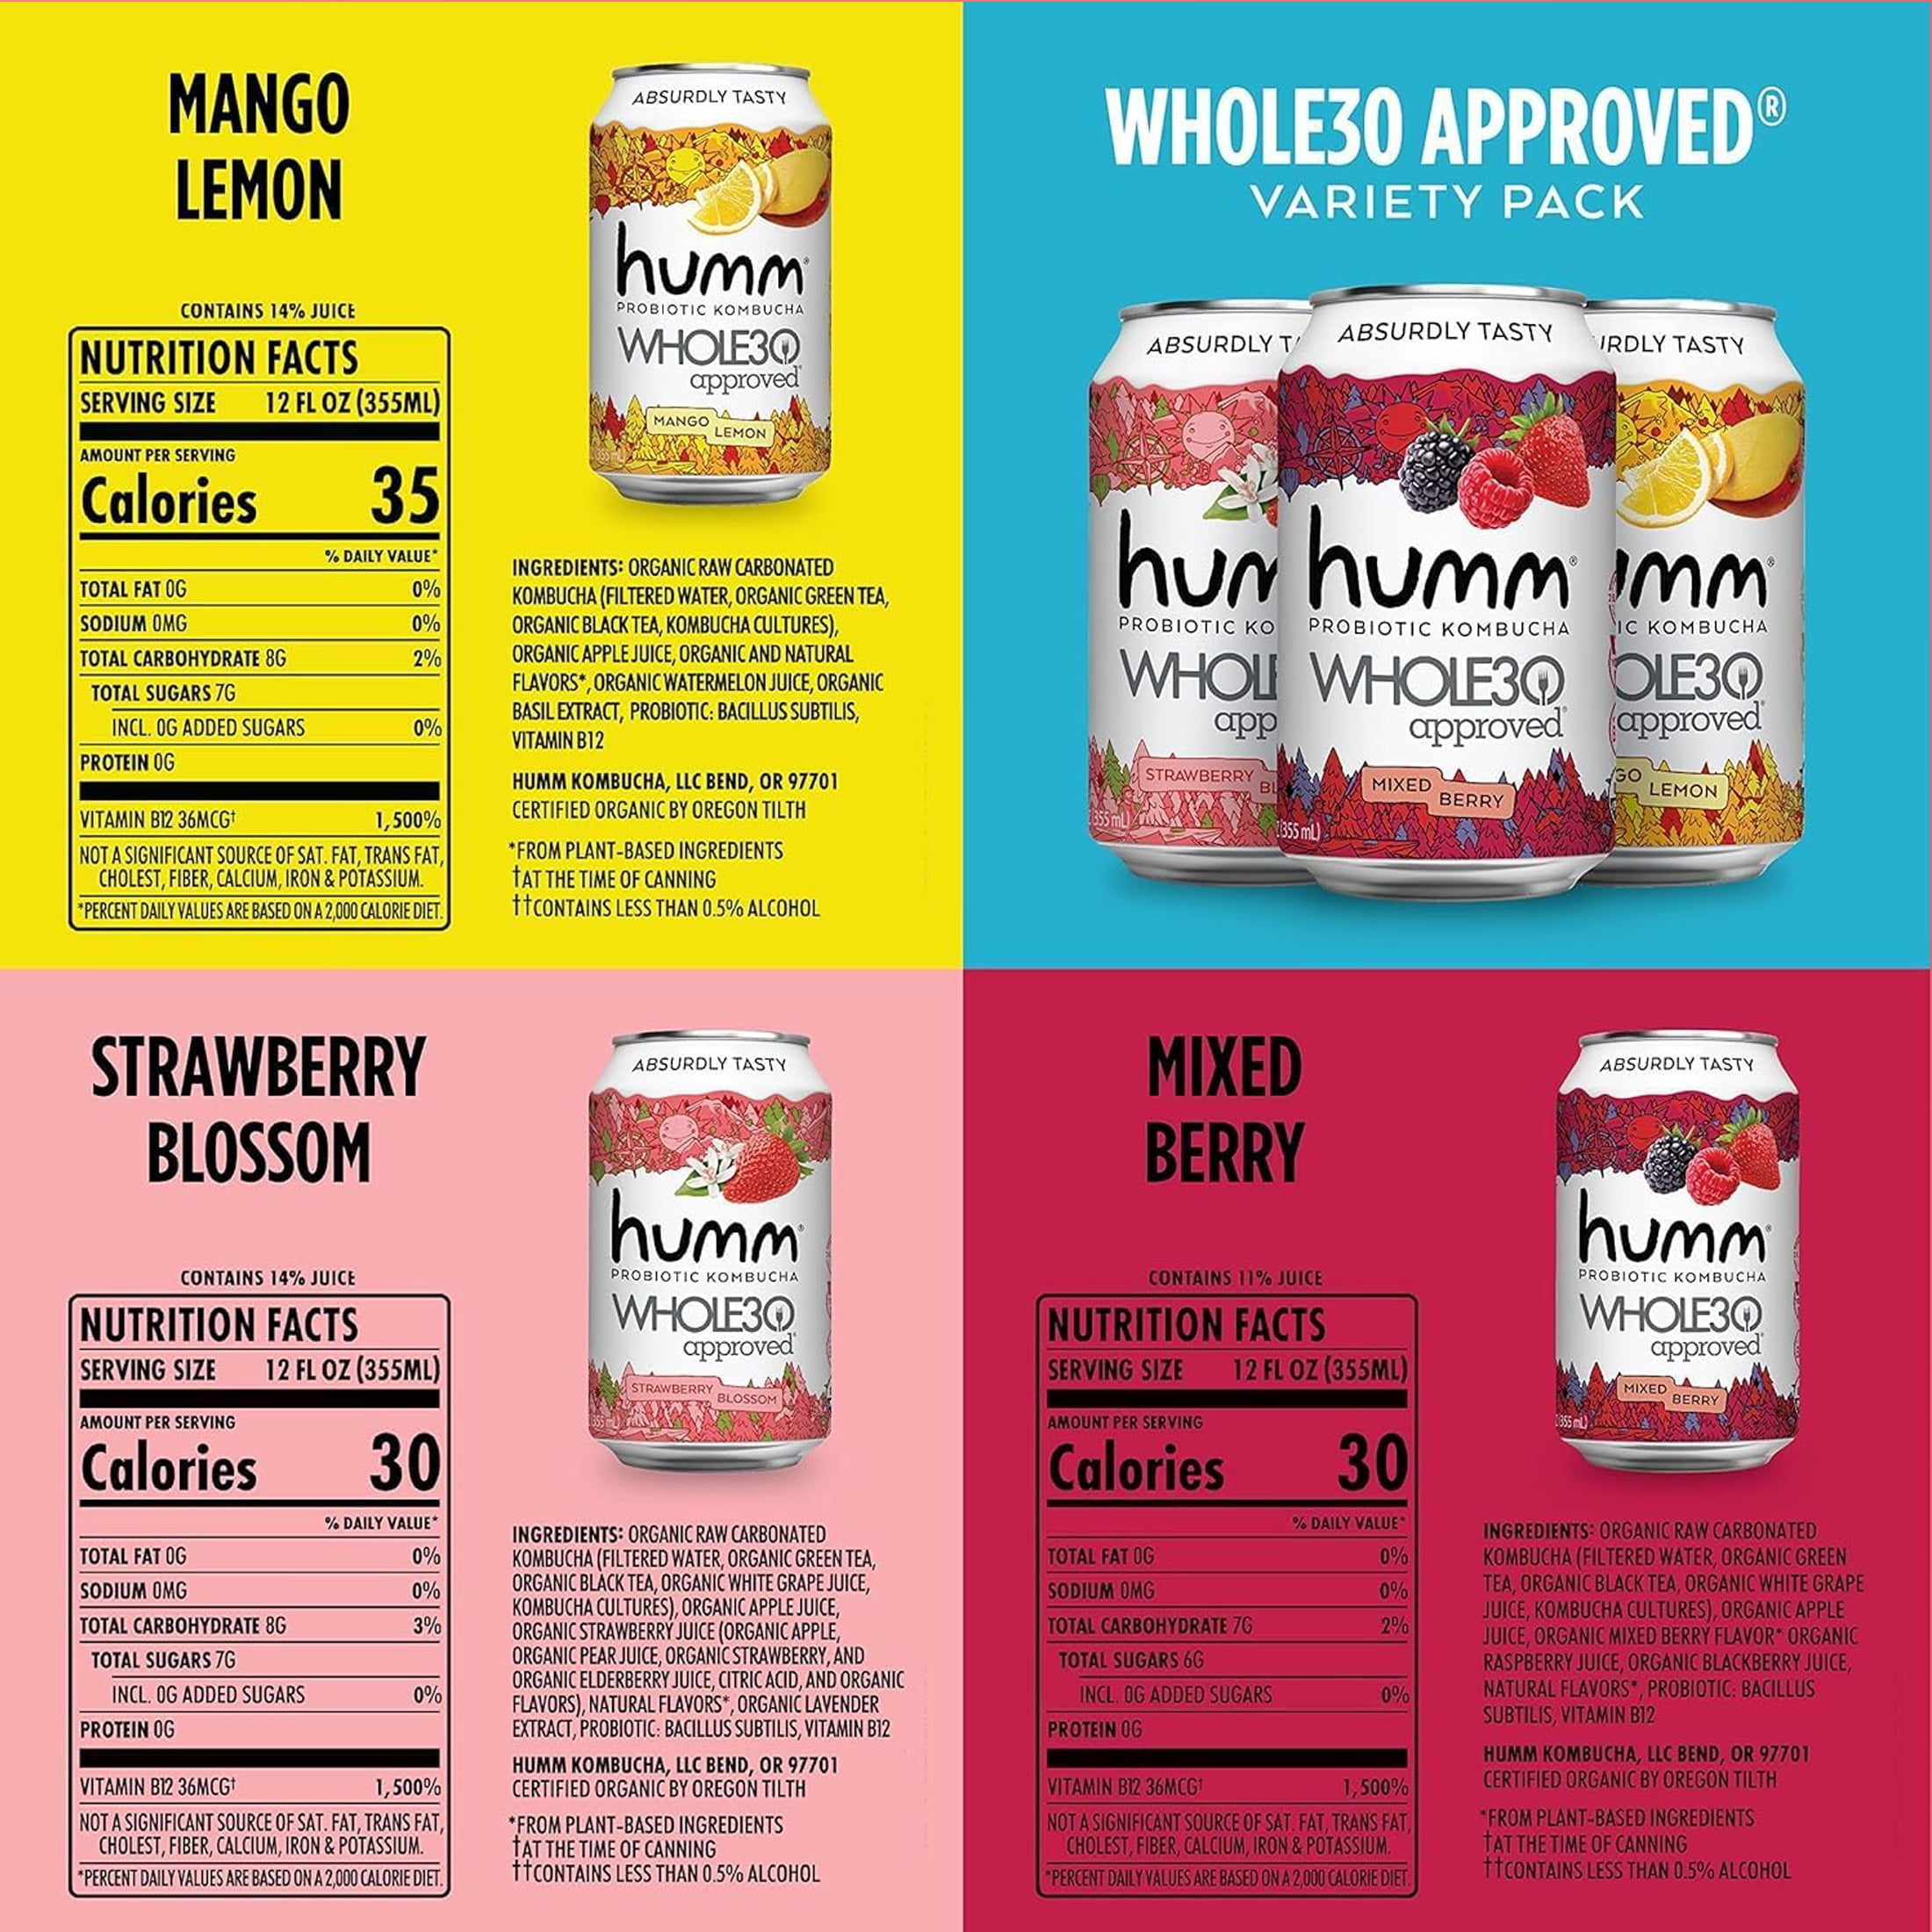 MANGO
LEMON
CONTAINS 14% JUICE
NUTRITION FACTS
SERVING SIZE 12 FL OZ (355ML)
AMOUNT PER SERVING
Calories 35
% DAILY VALUE*
TOTAL FAT 0G 0%
SODIUM 0MG 0%
TOTAL CARBOHYDRATE 8G 2%
TOTAL SUGARS 7G
INCL. 0G ADDED SUGARS 0%
PROTEIN 0G
VITAMIN B12 36MCG† 1,500%
NOT A SIGNIFICANT SOURCE OF SAT. FAT, TRANS FAT,
CHOLEST, FIBER, CALCIUM, IRON & POTASSIUM.
*PERCENT DAILY VALUES ARE BASED ON A 2,000 CALORIE DIET.
ABSURDLY TASTY
humm®
PROBIOTIC KOMBUCHA
WHOLE30
approved®
MANGO LEMON
INGREDIENTS: ORGANIC RAW CARBONATED
KOMBUCHA (FILTERED WATER, ORGANIC GREEN TEA,
ORGANIC BLACK TEA, KOMBUCHA CULTURES),
ORGANIC APPLE JUICE, ORGANIC AND NATURAL
FLAVORS*, ORGANIC WATERMELON JUICE, ORGANIC
BASIL EXTRACT, PROBIOTIC: BACILLUS SUBTILIS,
VITAMIN B12
HUMM KOMBUCHA, LLC BEND, OR 97701
CERTIFIED ORGANIC BY OREGON TILTH
*FROM PLANT-BASED INGREDIENTS
†AT THE TIME OF CANNING
††CONTAINS LESS THAN 0.5% ALCOHOL
WHOLE30 APPROVED®
VARIETY PACK
ABSURDLY T
hum
PROBIOTIC KO
WHOLE
app
STRAWBERRY BL
(355 mL)
ABSURDLY TASTY
humm®
PROBIOTIC KOMBUCHA
WHOLE30
approved®
MIXED BERRY
(355 mL)
URDLY TASTY
umm®
IC KOMBUCHA
OLE30
approved®
GO LEMON
STRAWBERRY
BLOSSOM
CONTAINS 14% JUICE
NUTRITION FACTS
SERVING SIZE 12 FL OZ (355ML)
AMOUNT PER SERVING
Calories 30
% DAILY VALUE*
TOTAL FAT 0G 0%
SODIUM 0MG 0%
TOTAL CARBOHYDRATE 8G 3%
TOTAL SUGARS 7G
INCL. 0G ADDED SUGARS 0%
PROTEIN 0G
VITAMIN B12 36MCG† 1,500%
NOT A SIGNIFICANT SOURCE OF SAT. FAT, TRANS FAT,
CHOLEST, FIBER, CALCIUM, IRON & POTASSIUM.
*PERCENT DAILY VALUES ARE BASED ON A 2,000 CALORIE DIET.
ABSURDLY TASTY
humm®
PROBIOTIC KOMBUCHA
WHOLE30
approved®
STRAWBERRY BLOSSOM
INGREDIENTS: ORGANIC RAW CARBONATED
KOMBUCHA (FILTERED WATER, ORGANIC GREEN TEA,
ORGANIC BLACK TEA, ORGANIC WHITE GRAPE JUICE,
KOMBUCHA CULTURES), ORGANIC APPLE JUICE,
ORGANIC STRAWBERRY JUICE (ORGANIC APPLE,
ORGANIC PEAR JUICE, ORGANIC STRAWBERRY, AND
ORGANIC ELDERBERRY JUICE, CITRIC ACID, AND ORGANIC
FLAVORS), NATURAL FLAVORS*, ORGANIC LAVENDER
EXTRACT, PROBIOTIC: BACILLUS SUBTILIS, VITAMIN B12
HUMM KOMBUCHA, LLC BEND, OR 97701
CERTIFIED ORGANIC BY OREGON TILTH
*FROM PLANT-BASED INGREDIENTS
†AT THE TIME OF CANNING
††CONTAINS LESS THAN 0.5% ALCOHOL
MIXED
BERRY
CONTAINS 11% JUICE
NUTRITION FACTS
SERVING SIZE 12 FL OZ (355ML)
AMOUNT PER SERVING
Calories 30
% DAILY VALUE*
TOTAL FAT 0G 0%
SODIUM 0MG 0%
TOTAL CARBOHYDRATE 7G 2%
TOTAL SUGARS 6G
INCL. 0G ADDED SUGARS 0%
PROTEIN 0G
VITAMIN B12 36MCG† 1,500%
NOT A SIGNIFICANT SOURCE OF SAT. FAT, TRANS FAT,
CHOLEST, FIBER, CALCIUM, IRON & POTASSIUM.
*PERCENT DAILY VALUES ARE BASED ON A 2,000 CALORIE DIET.
ABSURDLY TASTY
humm®
PROBIOTIC KOMBUCHA
WHOLE30
approved®
MIXED BERRY
(355 mL)
INGREDIENTS: ORGANIC RAW CARBONATED
KOMBUCHA (FILTERED WATER, ORGANIC GREEN
TEA, ORGANIC BLACK TEA, ORGANIC WHITE GRAPE
JUICE, KOMBUCHA CULTURES), ORGANIC APPLE
JUICE, ORGANIC MIXED BERRY FLAVOR* ORGANIC
RASPBERRY JUICE, ORGANIC BLACKBERRY JUICE,
NATURAL FLAVORS*, PROBIOTIC: BACILLUS
SUBTILIS, VITAMIN B12
HUMM KOMBUCHA, LLC BEND, OR 97701
CERTIFIED ORGANIC BY OREGON TILTH
*FROM PLANT-BASED INGREDIENTS
†AT THE TIME OF CANNING
††CONTAINS LESS THAN 0.5% ALCOHOL